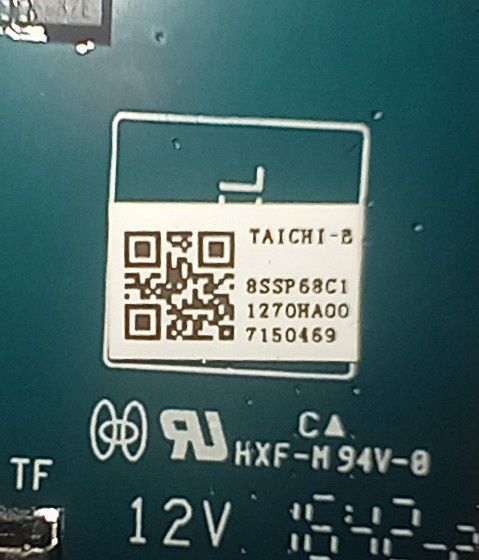 TAICHI-B
8SSP68C1
1270HA00
7150469
CA
HXF-M 94V-0
TF
12V